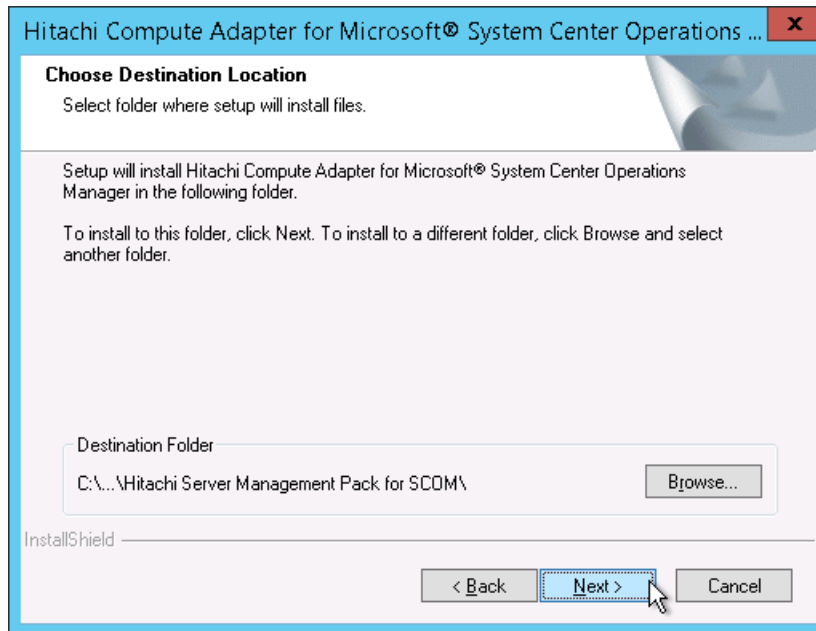 Hitachi Compute Adapter for Microsoft® System Center Operations ...
x
Choose Destination Location
Select folder where setup will install files.
Setup will install Hitachi Compute Adapter for Microsoft® System Center Operations
Manager in the following folder.
To install to this folder, click Next. To install to a different folder, click Browse and select
another folder.
Destination Folder
C:\...\Hitachi Server Management Pack for SCOM\
Browse...
InstallShield
< Back
Next >
Cancel